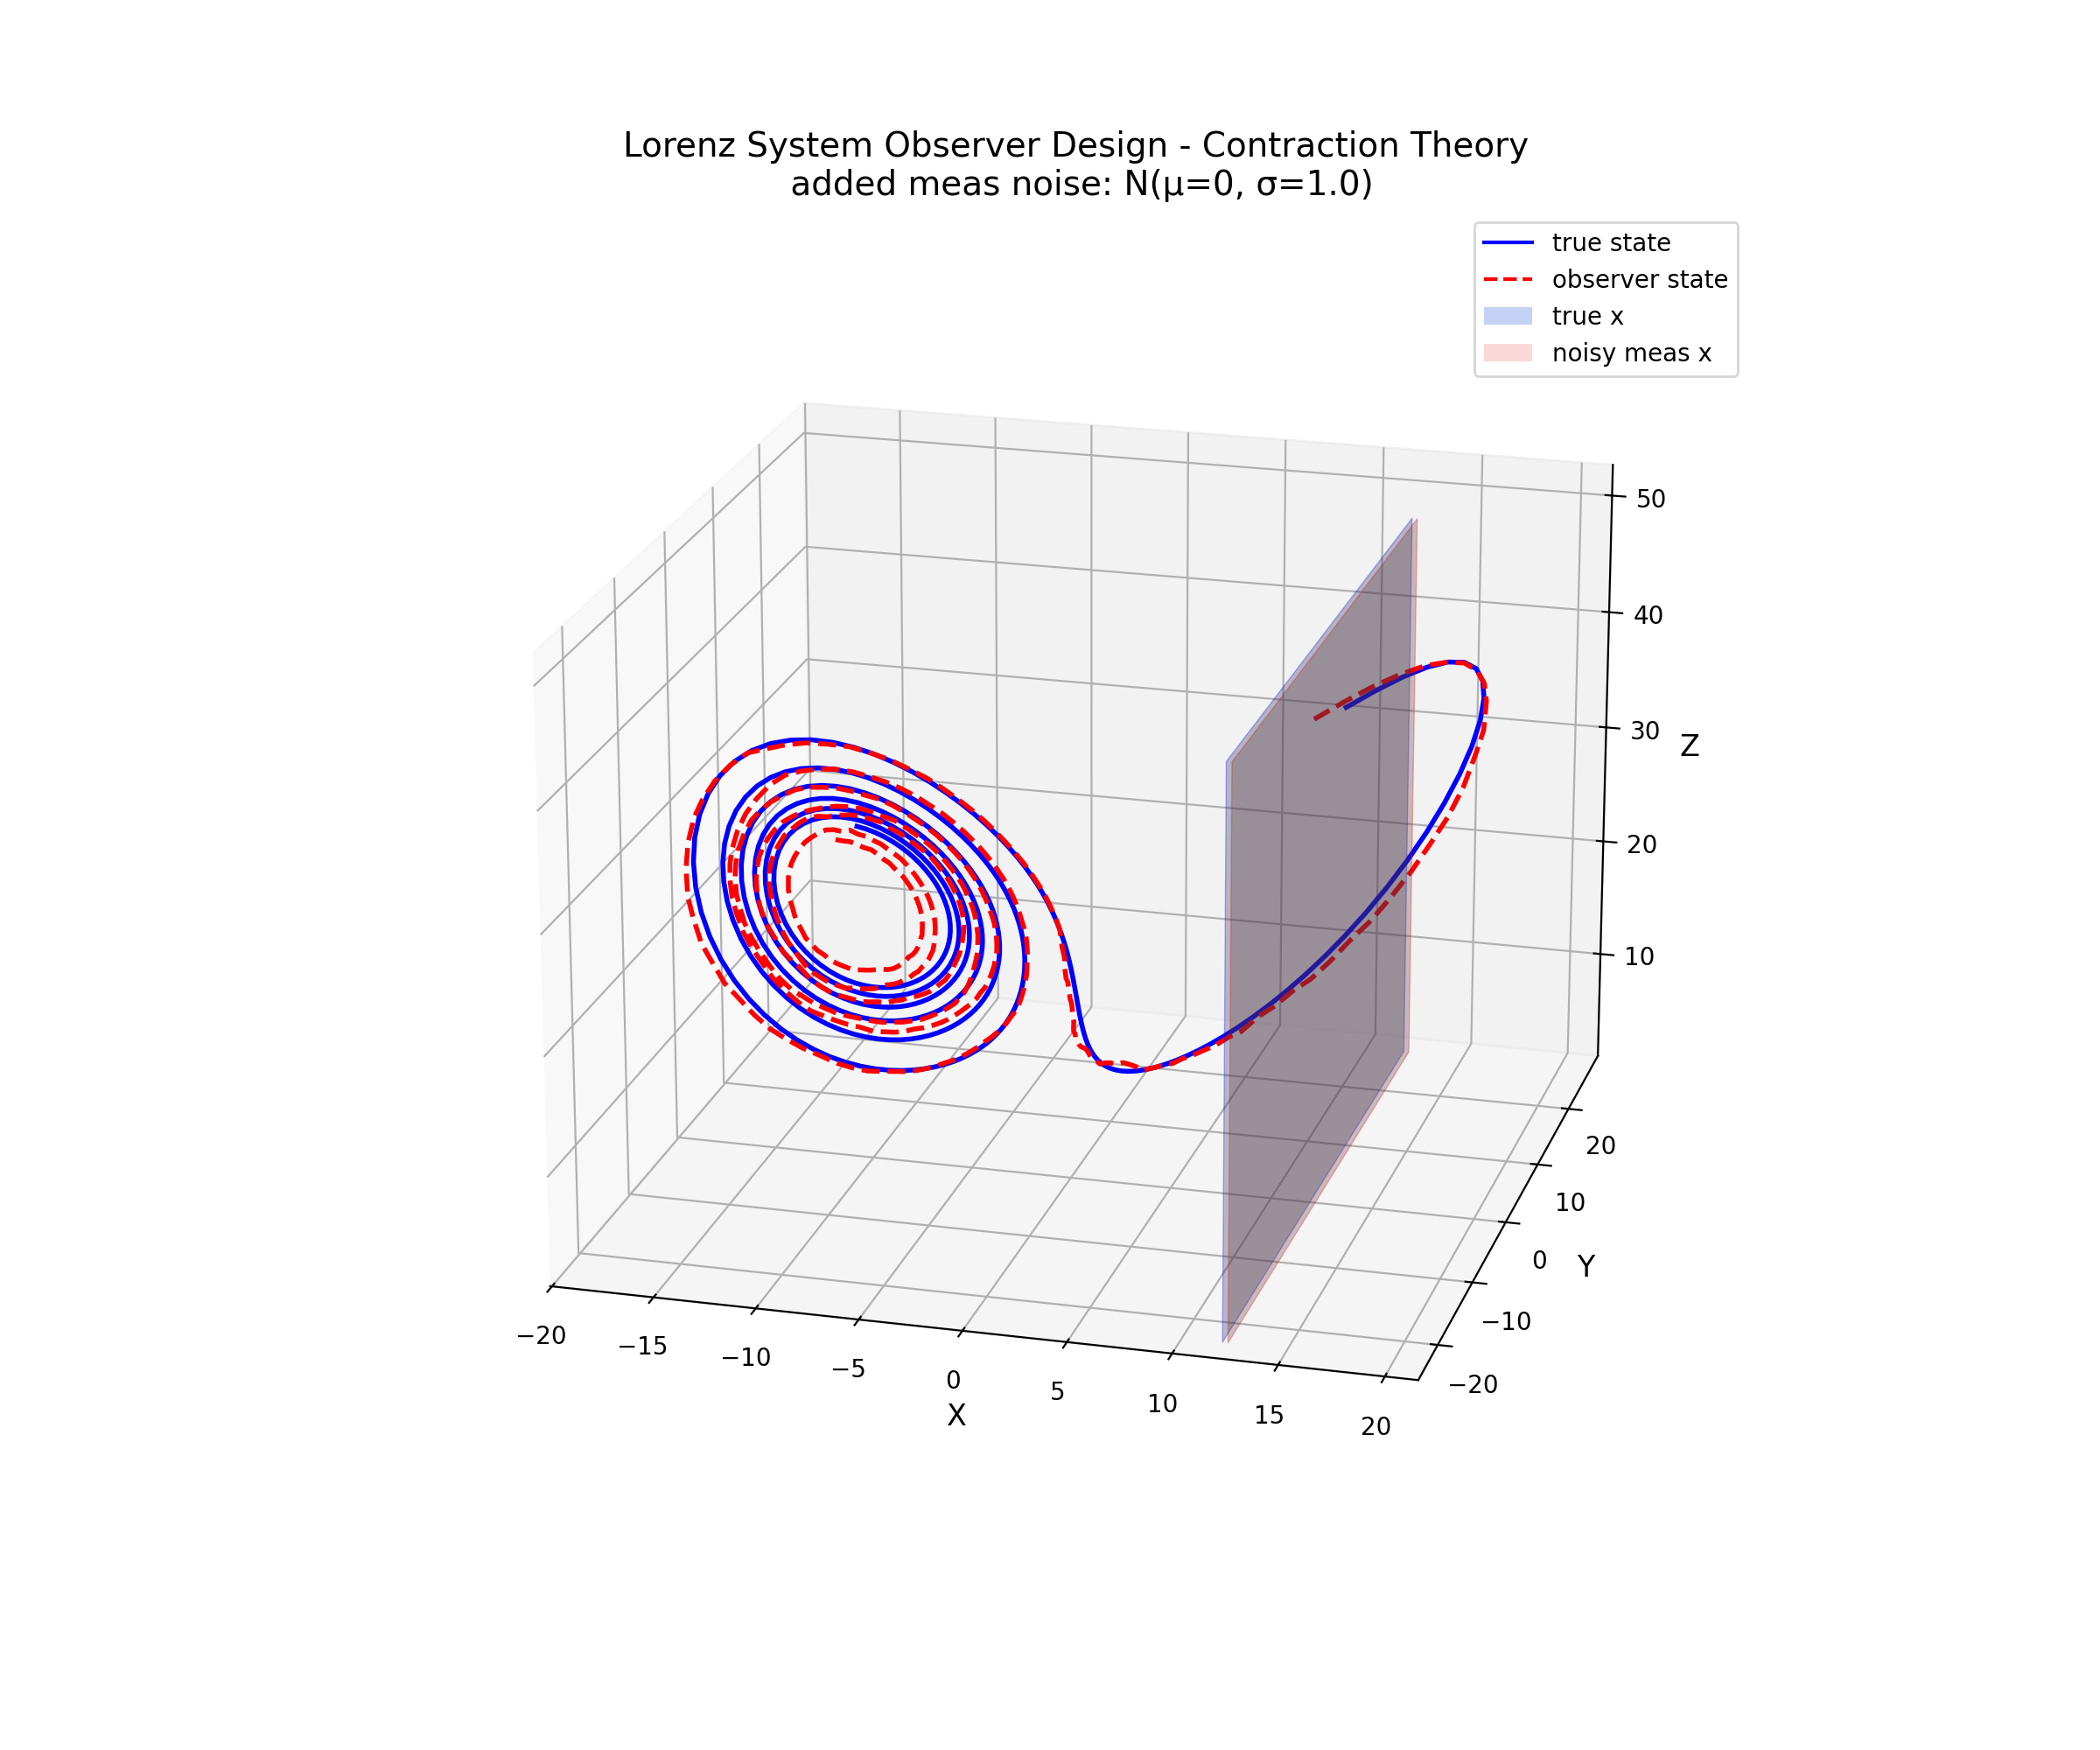 Lorenz System Observer Design - Contraction Theory
added meas noise: N(μ=0, σ=1.0)
true state
observer state
true x
noisy meas x
50
40
30
20
10
Z
20
10
0
−10
−20
Y
−20
−15
−10
−5
0
5
10
15
20
X